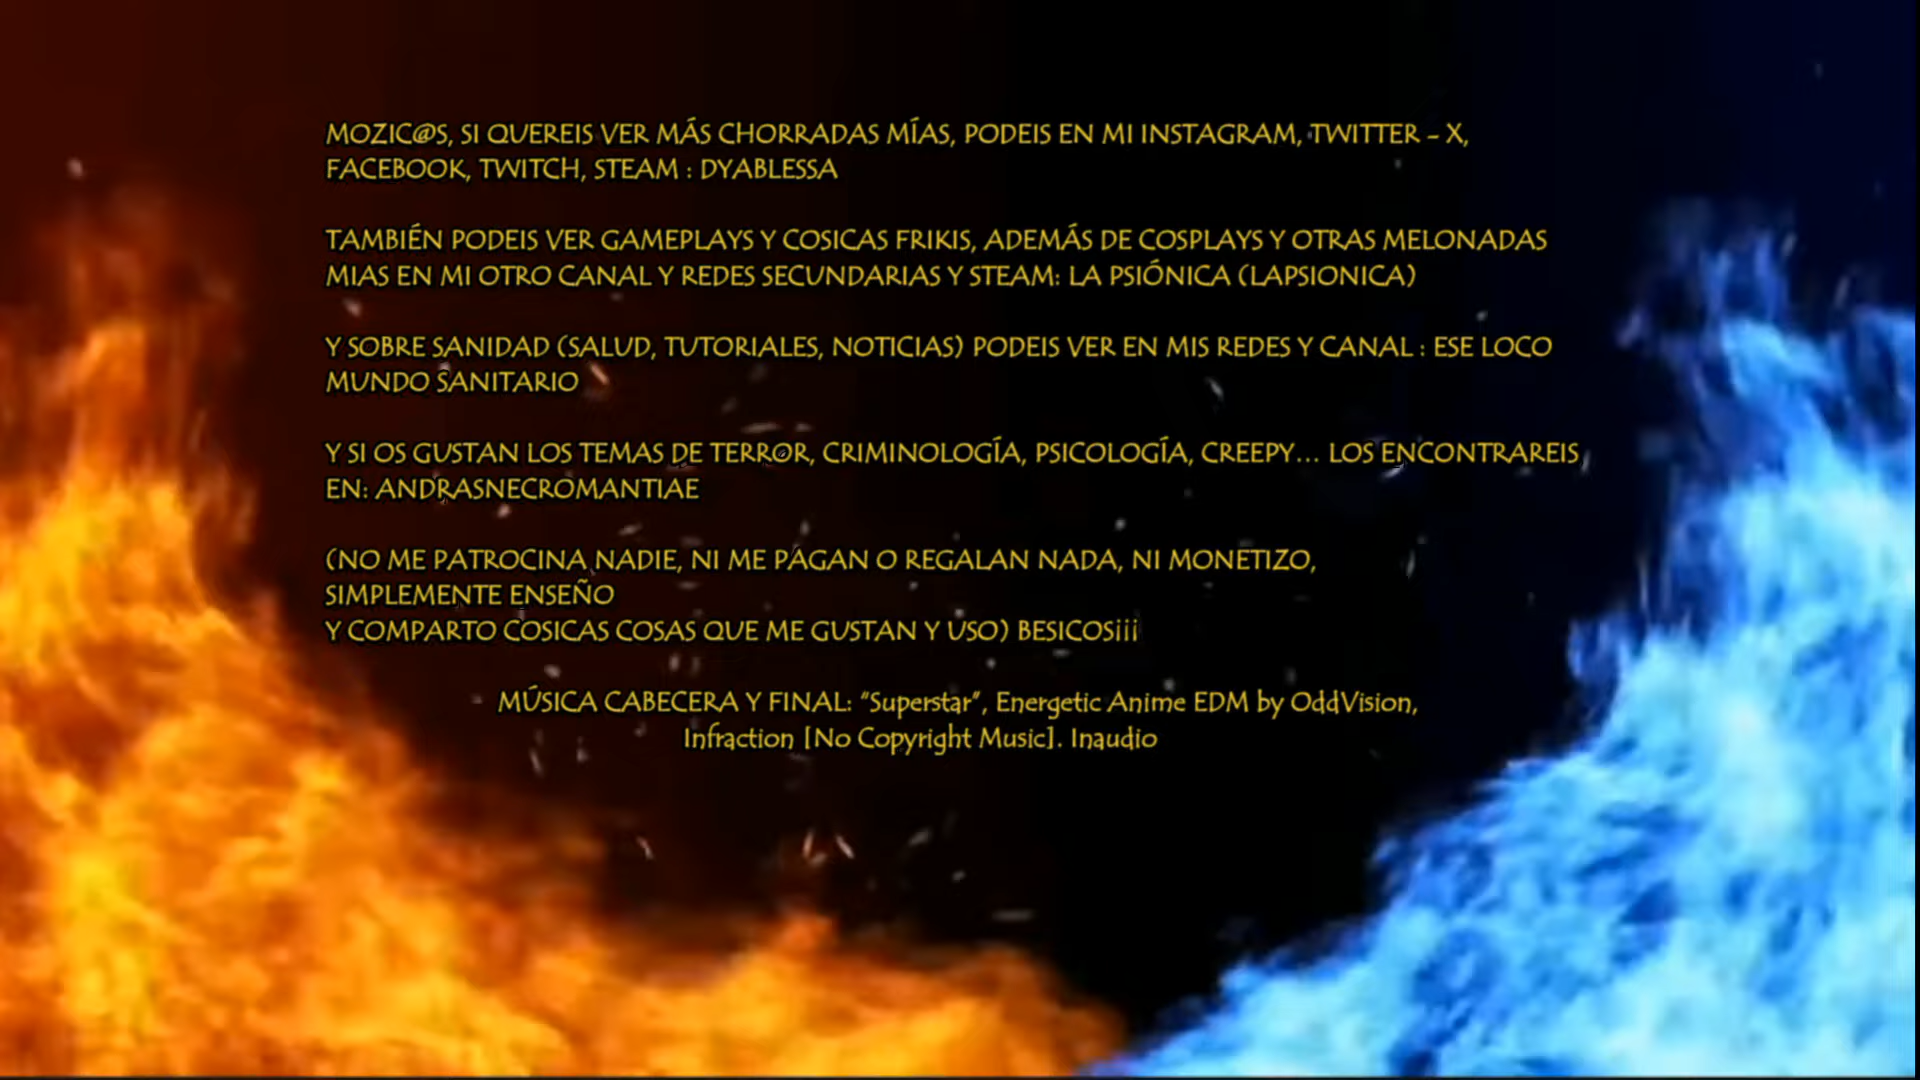 MOZIC@S, SI QUEREIS VER MÁS CHORRADAS MÍAS, PODEIS EN MI INSTAGRAM, TWITTER - X,
FACEBOOK, TWITCH, STEAM : DYABLESSA
TAMBIÉN PODEIS VER GAMEPLAYS Y COSICAS FRIKIS, ADEMÁS DE COSPLAYS Y OTRAS MELONADAS
MIAS EN MI OTRO CANAL Y REDES SECUNDARIAS Y STEAM: LA PSIÓNICA (LAPSIONICA)
Y SOBRE SANIDAD (SALUD, TUTORIALES, NOTICIAS) PODEIS VER EN MIS REDES Y CANAL : ESE LOCO
MUNDO SANITARIO
Y SI OS GUSTAN LOS TEMAS DE TERROR, CRIMINOLOGÍA, PSICOLOGÍA, CREEPY... LOS ENCONTRAREIS
EN: ANDRASNECROMANTIAE
(NO ME PATROCINA NADIE, NI ME PAGAN O REGALAN NADA, NI MONETIZO,
SIMPLEMENTE ENSEÑO
Y COMPARTO COSICAS COSAS QUE ME GUSTAN Y USO) BESICOS¡¡¡
MÚSICA CABECERA Y FINAL: “Superstar”, Energetic Anime EDM by OddVision,
Infraction [No Copyright Music]. Inaudio